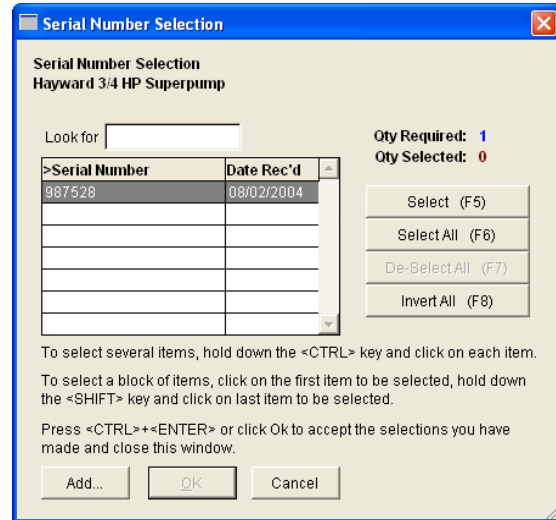 Serial Number Selection
Serial Number Selection
Hayward 3/4 HP Superpump
Look for
Qty Required: 1
Qty Selected: 0
>Serial Number Date Rec'd
987528 08/02/2004
Select (F5)
Select All (F6)
De-Select All (F7)
Invert All (F8)
To select several items, hold down the <CTRL> key and click on each item.
To select a block of items, click on the first item to be selected, hold down
the <SHIFT> key and click on last item to be selected.
Press <CTRL>+<ENTER> or click Ok to accept the selections you have
made and close this window.
Add... OK Cancel